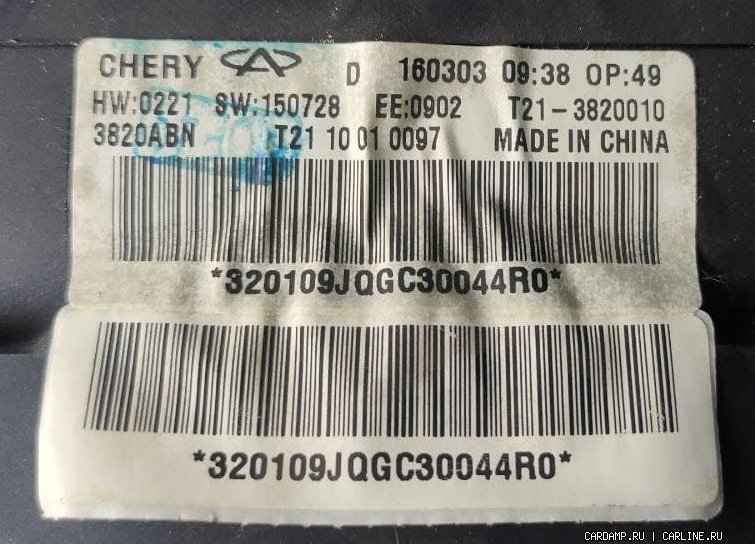 CHERY D 160303 09:38 OP:49
HW:0221 SW:150728 EE:0902 T21-3820010
3820ABN T21 10 01 0097 MADE IN CHINA
*320109JQGC30044R0*
*320109JQGC30044R0*
CARDAMP.RU | CARLINE.RU